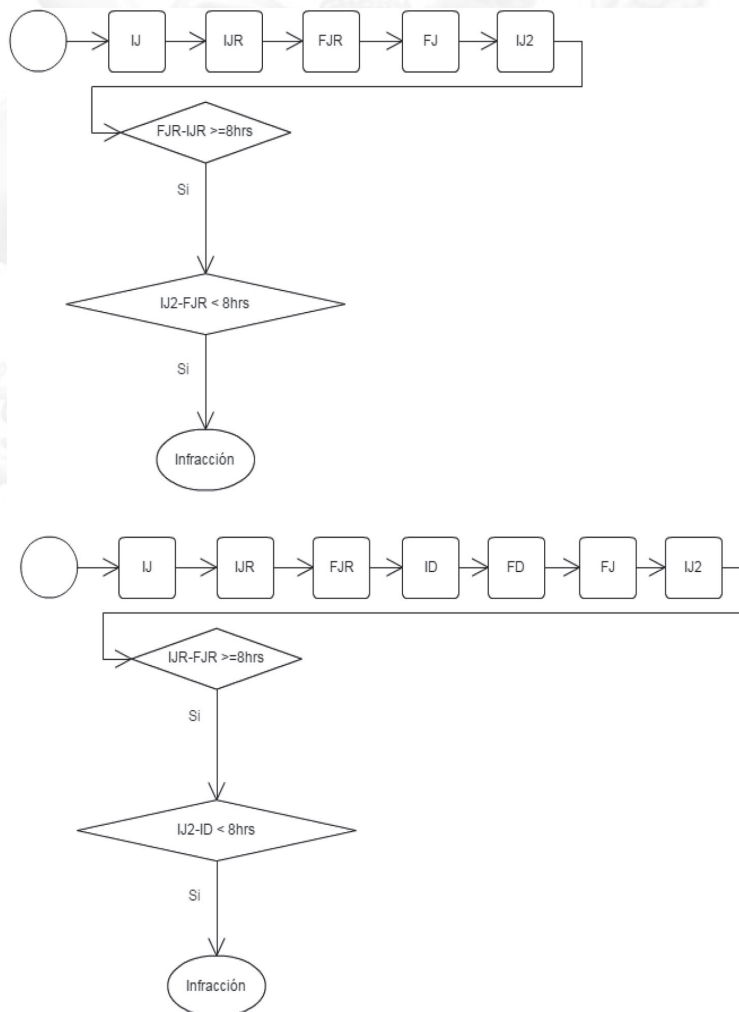 IJ
IJR
FJR
FJ
IJ2
FJR-IJR >=8hrs
Si
IJ2-FJR < 8hrs
Si
Infracción
IJ
IJR
FJR
ID
FD
FJ
IJ2
IJR-FJR >=8hrs
Si
IJ2-ID < 8hrs
Si
Infracción